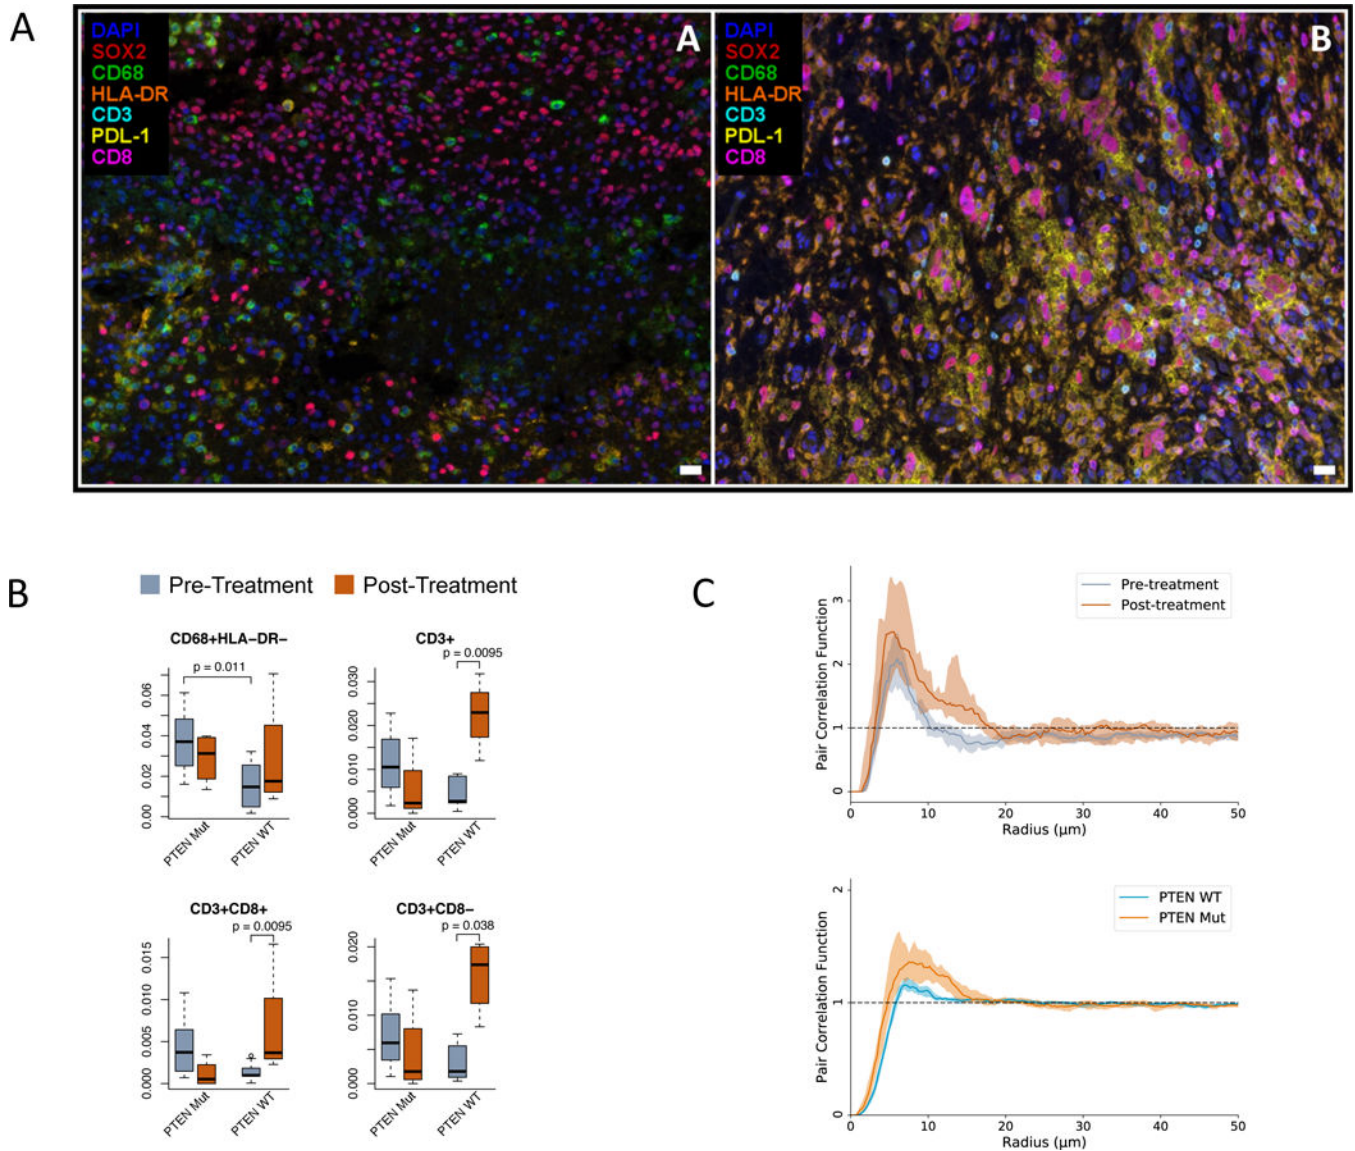 A
DAPI
SOX2
CD68
HLA-DR
CD3
PDL-1
CD8
A
DAPI
SOX2
CD68
HLA-DR
CD3
PDL-1
CD8
B
B
Pre-Treatment Post-Treatment
CD68+HLA−DR−
p = 0.011
0.06
0.04
0.02
0.00
PTEN Mut
PTEN WT
CD3+
p = 0.0095
0.030
0.020
0.010
0.000
PTEN Mut
PTEN WT
CD3+CD8+
p = 0.0095
0.015
0.010
0.005
0.000
PTEN Mut
PTEN WT
CD3+CD8−
p = 0.038
0.020
0.010
0.000
PTEN Mut
PTEN WT
C
Pre-treatment
Post-treatment
Pair Correlation Function
3
2
1
0
0 10 20 30 40 50
Radius (μm)
PTEN WT
PTEN Mut
Pair Correlation Function
2
1
0
0 10 20 30 40 50
Radius (μm)